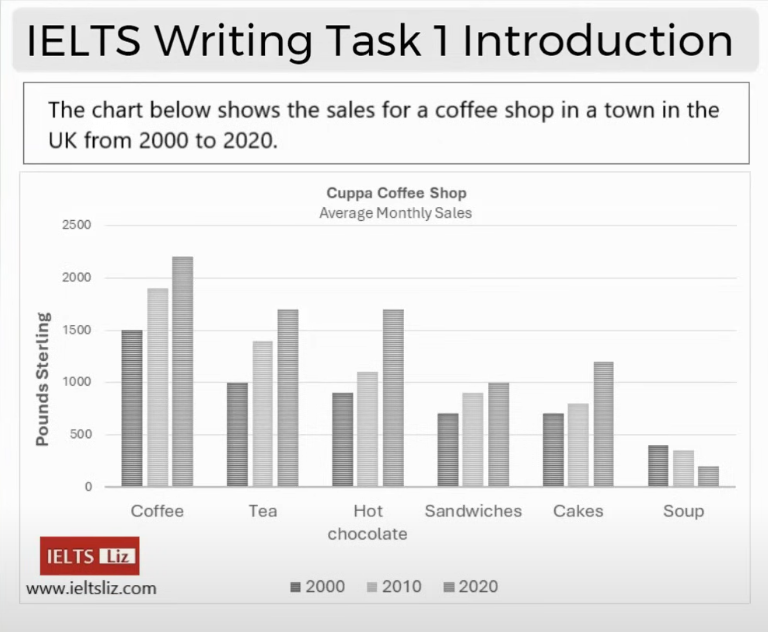 IELTS Writing Task 1 Introduction
The chart below shows the sales for a coffee shop in a town in the
UK from 2000 to 2020.
Cuppa Coffee Shop
Average Monthly Sales
Pounds Sterling
2500
2000
1500
1000
500
0
Coffee
Tea
Hot
chocolate
Sandwiches
Cakes
Soup
2000
2010
2020
IELTS Liz
www.ieltsliz.com